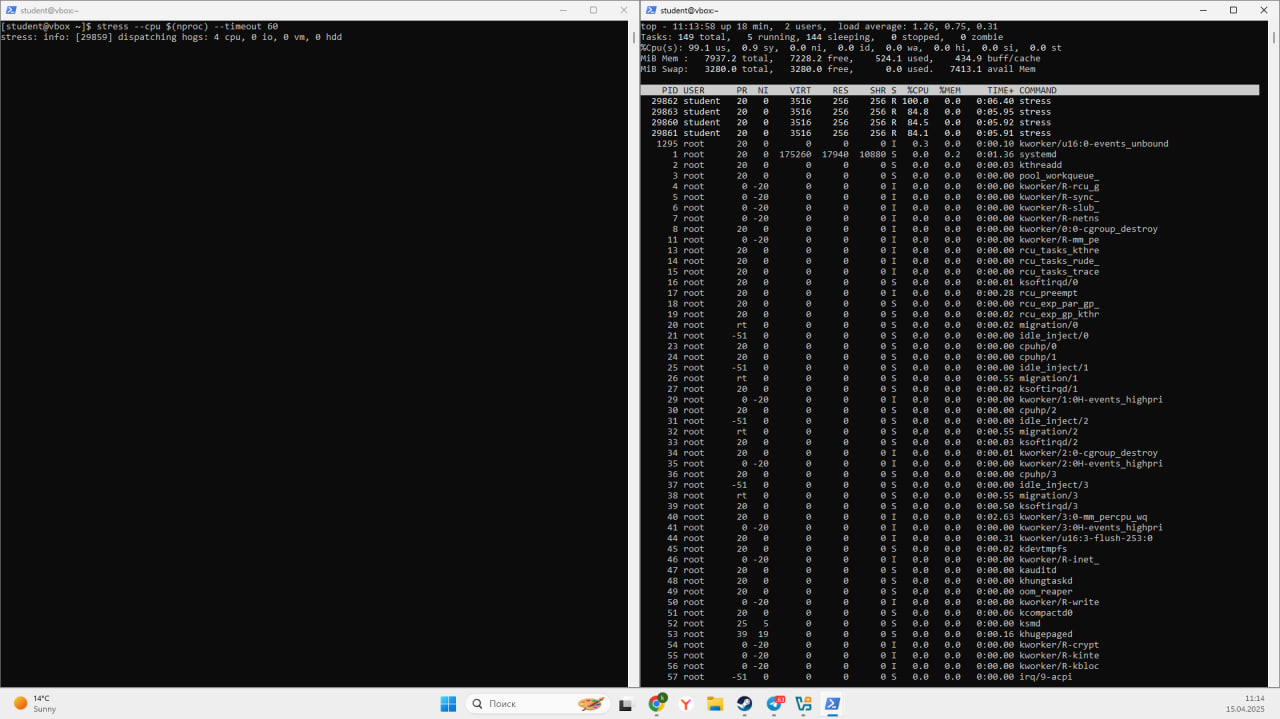 student@vbox:~
[student@vbox ~]$ stress --cpu $(nproc) --timeout 60
stress: info: [29859] dispatching hogs: 4 cpu, 0 io, 0 vm, 0 hdd
student@vbox:~
top - 11:13:58 up 18 min,  2 users,  load average: 1.26, 0.75, 0.31
Tasks: 149 total,   5 running, 144 sleeping,   0 stopped,   0 zombie
%Cpu(s): 99.1 us,  0.9 sy,  0.0 ni,  0.0 id,  0.0 wa,  0.0 hi,  0.0 si,  0.0 st
MiB Mem :   7937.2 total,   7228.2 free,    524.1 used,    434.9 buff/cache
MiB Swap:   3280.0 total,   3280.0 free,      0.0 used.   7413.1 avail Mem
PID USER      PR  NI    VIRT    RES    SHR S  %CPU  %MEM     TIME+ COMMAND
29862 student   20   0    3516    256    256 R 100.0   0.0   0:06.40 stress
29863 student   20   0    3516    256    256 R  84.8   0.0   0:05.95 stress
29860 student   20   0    3516    256    256 R  84.5   0.0   0:05.92 stress
29861 student   20   0    3516    256    256 R  84.1   0.0   0:05.91 stress
1295 root      20   0       0      0      0 I   0.3   0.0   0:00.10 kworker/u16:0-events_unbound
1 root      20   0  175260  17940  10880 S   0.0   0.2   0:01.36 systemd
2 root      20   0       0      0      0 S   0.0   0.0   0:00.03 kthreadd
3 root      20   0       0      0      0 S   0.0   0.0   0:00.00 pool_workqueue_
4 root       0 -20       0      0      0 I   0.0   0.0   0:00.00 kworker/R-rcu_g
5 root       0 -20       0      0      0 I   0.0   0.0   0:00.00 kworker/R-sync_
6 root       0 -20       0      0      0 I   0.0   0.0   0:00.00 kworker/R-slub_
7 root       0 -20       0      0      0 I   0.0   0.0   0:00.00 kworker/R-netns
8 root      20   0       0      0      0 I   0.0   0.0   0:00.00 kworker/0:0-cgroup_destroy
11 root       0 -20       0      0      0 I   0.0   0.0   0:00.00 kworker/R-mm_pe
13 root      20   0       0      0      0 I   0.0   0.0   0:00.00 rcu_tasks_kthre
14 root      20   0       0      0      0 I   0.0   0.0   0:00.00 rcu_tasks_rude_
15 root      20   0       0      0      0 I   0.0   0.0   0:00.00 rcu_tasks_trace
16 root      20   0       0      0      0 S   0.0   0.0   0:00.01 ksoftirqd/0
17 root      20   0       0      0      0 I   0.0   0.0   0:00.28 rcu_preempt
18 root      20   0       0      0      0 S   0.0   0.0   0:00.00 rcu_exp_par_gp_
19 root      20   0       0      0      0 S   0.0   0.0   0:00.02 rcu_exp_gp_kthr
20 root      rt   0       0      0      0 S   0.0   0.0   0:00.02 migration/0
21 root     -51   0       0      0      0 S   0.0   0.0   0:00.00 idle_inject/0
23 root      20   0       0      0      0 S   0.0   0.0   0:00.00 cpuhp/0
24 root      20   0       0      0      0 S   0.0   0.0   0:00.00 cpuhp/1
25 root     -51   0       0      0      0 S   0.0   0.0   0:00.00 idle_inject/1
26 root      rt   0       0      0      0 S   0.0   0.0   0:00.55 migration/1
27 root      20   0       0      0      0 S   0.0   0.0   0:00.02 ksoftirqd/1
29 root       0 -20       0      0      0 I   0.0   0.0   0:00.00 kworker/1:0H-events_highpri
30 root      20   0       0      0      0 S   0.0   0.0   0:00.00 cpuhp/2
31 root     -51   0       0      0      0 S   0.0   0.0   0:00.00 idle_inject/2
32 root      rt   0       0      0      0 S   0.0   0.0   0:00.55 migration/2
33 root      20   0       0      0      0 S   0.0   0.0   0:00.03 ksoftirqd/2
34 root      20   0       0      0      0 I   0.0   0.0   0:00.01 kworker/2:0-cgroup_destroy
35 root       0 -20       0      0      0 I   0.0   0.0   0:00.00 kworker/2:0H-events_highpri
36 root      20   0       0      0      0 S   0.0   0.0   0:00.00 cpuhp/3
37 root     -51   0       0      0      0 S   0.0   0.0   0:00.00 idle_inject/3
38 root      rt   0       0      0      0 S   0.0   0.0   0:00.55 migration/3
39 root      20   0       0      0      0 S   0.0   0.0   0:00.50 ksoftirqd/3
40 root      20   0       0      0      0 I   0.0   0.0   0:02.63 kworker/3:0-mm_percpu_wq
41 root       0 -20       0      0      0 I   0.0   0.0   0:00.00 kworker/3:0H-events_highpri
44 root      20   0       0      0      0 I   0.0   0.0   0:00.31 kworker/u16:3-flush-253:0
45 root      20   0       0      0      0 S   0.0   0.0   0:00.02 kdevtmpfs
46 root       0 -20       0      0      0 I   0.0   0.0   0:00.00 kworker/R-inet_
47 root      20   0       0      0      0 S   0.0   0.0   0:00.00 kauditd
48 root      20   0       0      0      0 S   0.0   0.0   0:00.00 khungtaskd
49 root      20   0       0      0      0 S   0.0   0.0   0:00.00 oom_reaper
50 root       0 -20       0      0      0 I   0.0   0.0   0:00.00 kworker/R-write
51 root      20   0       0      0      0 S   0.0   0.0   0:00.06 kcompactd0
52 root      25   5       0      0      0 S   0.0   0.0   0:00.00 ksmd
53 root      39  19       0      0      0 S   0.0   0.0   0:00.16 khugepaged
54 root       0 -20       0      0      0 I   0.0   0.0   0:00.00 kworker/R-crypt
55 root       0 -20       0      0      0 I   0.0   0.0   0:00.00 kworker/R-kinte
56 root       0 -20       0      0      0 I   0.0   0.0   0:00.00 kworker/R-kbloc
57 root     -51   0       0      0      0 S   0.0   0.0   0:00.00 irq/9-acpi
14°C
Sunny
Поиск
11:14
15.04.2025